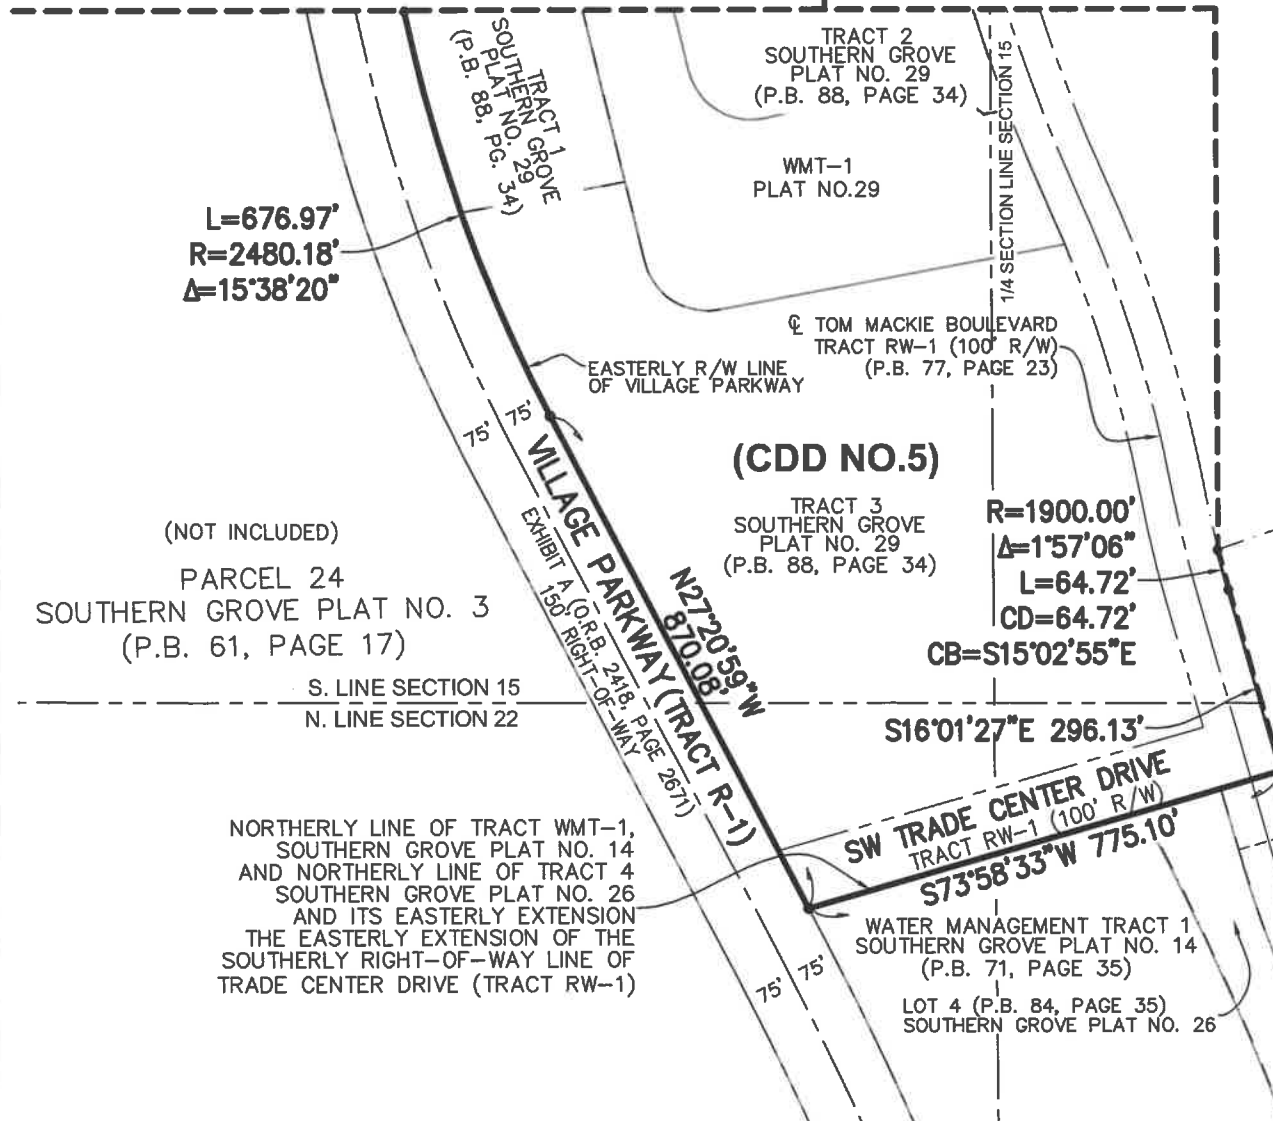 TRACT 1
SOUTHERN GROVE
PLAT NO. 29
(P.B. 88, PG. 34)
TRACT 2
SOUTHERN GROVE
PLAT NO. 29
(P.B. 88, PAGE 34)
1/4 SECTION LINE SECTION 15
WMT-1
PLAT NO.29
L=676.97'
R=2480.18'
Δ=15°38'20"
℄ TOM MACKIE BOULEVARD
TRACT RW-1 (100' R/W)
(P.B. 77, PAGE 23)
EASTERLY R/W LINE
OF VILLAGE PARKWAY
75' 75'
VILLAGE PARKWAY (TRACT R-1)
EXHIBIT A (O.R.B. 2418, PAGE 2671)
150' RIGHT-OF-WAY
N27°20'59"W
870.08'
(CDD NO.5)
TRACT 3
SOUTHERN GROVE
PLAT NO. 29
(P.B. 88, PAGE 34)
R=1900.00'
Δ=1°57'06"
L=64.72'
CD=64.72'
CB=S15°02'55"E
(NOT INCLUDED)
PARCEL 24
SOUTHERN GROVE PLAT NO. 3
(P.B. 61, PAGE 17)
S. LINE SECTION 15
N. LINE SECTION 22
S16°01'27"E 296.13'
SW TRADE CENTER DRIVE
TRACT RW-1 (100' R/W)
S73°58'33"W 775.10'
NORTHERLY LINE OF TRACT WMT-1,
SOUTHERN GROVE PLAT NO. 14
AND NORTHERLY LINE OF TRACT 4
SOUTHERN GROVE PLAT NO. 26
AND ITS EASTERLY EXTENSION
THE EASTERLY EXTENSION OF THE
SOUTHERLY RIGHT-OF-WAY LINE OF
TRADE CENTER DRIVE (TRACT RW-1)
WATER MANAGEMENT TRACT 1
SOUTHERN GROVE PLAT NO. 14
(P.B. 71, PAGE 35)
75' 75'
LOT 4 (P.B. 84, PAGE 35)
SOUTHERN GROVE PLAT NO. 26